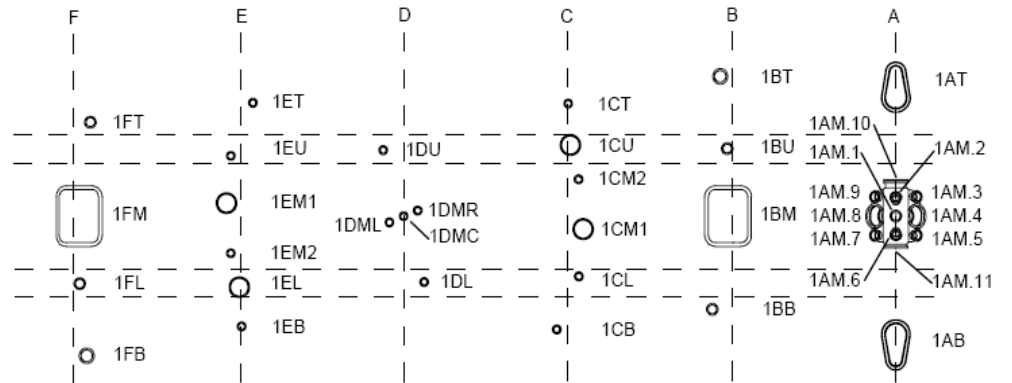 F E D C B A
1BT
1AT
1ET 1CT
1FT 1AM.10
1EU 1DU 1CU 1BU 1AM.1 1AM.2
1CM2
1AM.9 1AM.3
1EM1 1DMR
1FM 1BM 1AM.8 1AM.4
1DML 1CM1
1DMC
1AM.7 1AM.5
1EM2
1FL 1EL 1DL 1CL 1AM.6 1AM.11
1BB
1EB 1CB
1AB
1FB